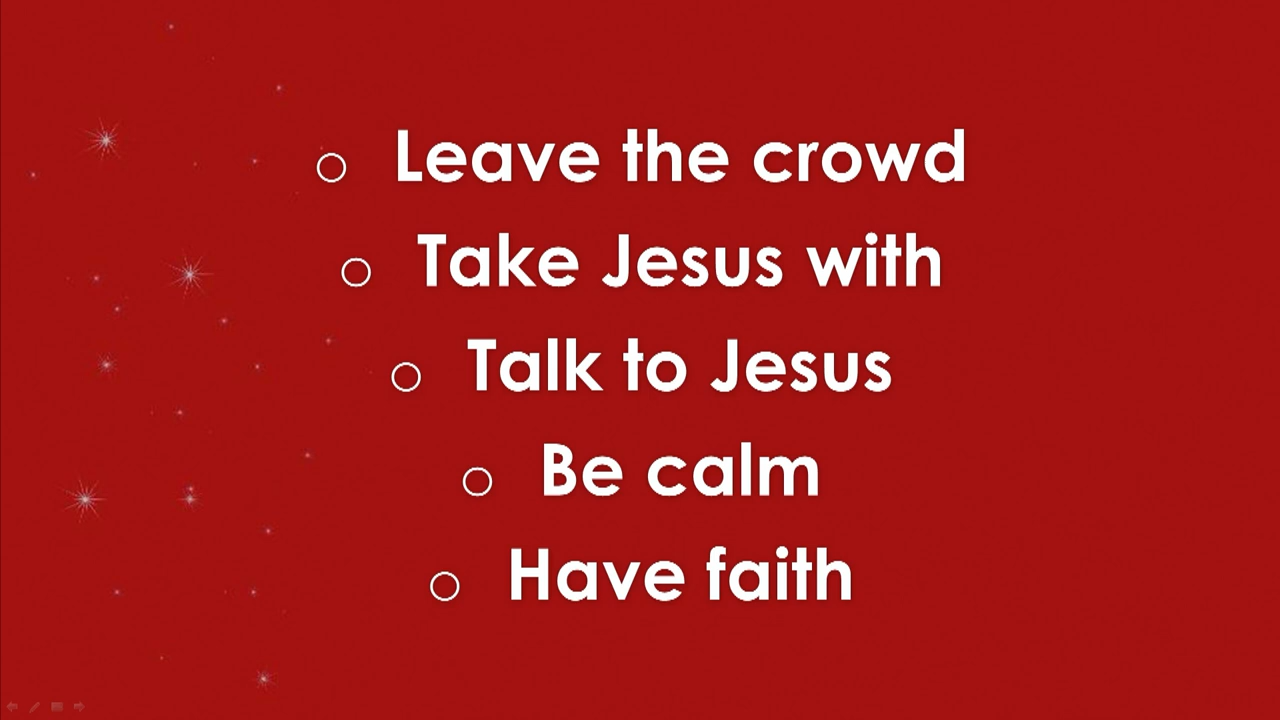 Leave the crowd
Take Jesus with
Talk to Jesus
Be calm
Have faith